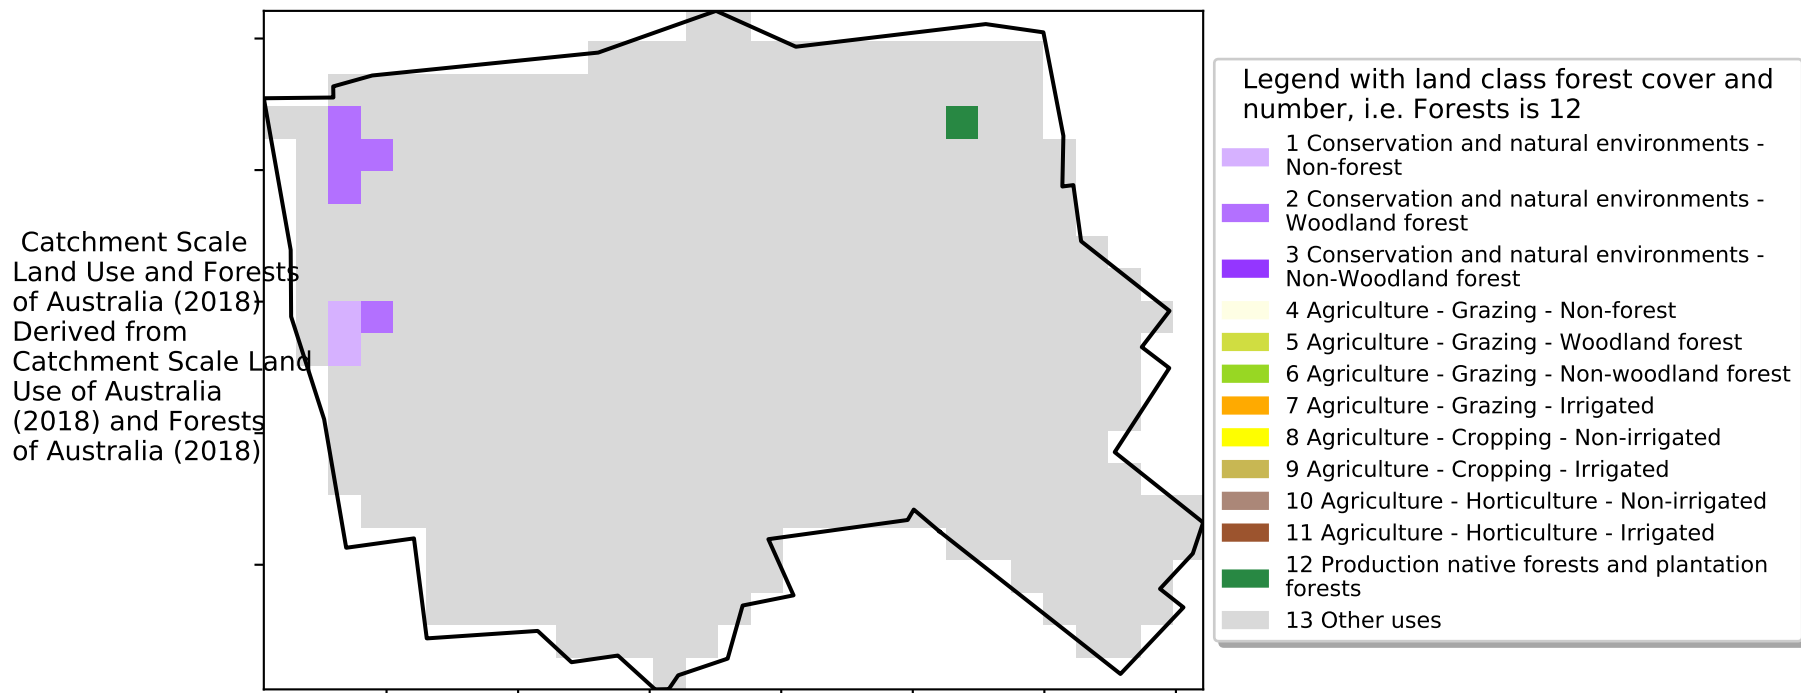 Catchment Scale
Land Use and Forests
of Australia (2018)
Derived from
Catchment Scale Land
Use of Australia
(2018) and Forests
of Australia (2018)
Legend with land class forest cover and
number, i.e. Forests is 12
1 Conservation and natural environments -
Non-forest
2 Conservation and natural environments -
Woodland forest
3 Conservation and natural environments -
Non-Woodland forest
4 Agriculture - Grazing - Non-forest
5 Agriculture - Grazing - Woodland forest
6 Agriculture - Grazing - Non-woodland forest
7 Agriculture - Grazing - Irrigated
8 Agriculture - Cropping - Non-irrigated
9 Agriculture - Cropping - Irrigated
10 Agriculture - Horticulture - Non-irrigated
11 Agriculture - Horticulture - Irrigated
12 Production native forests and plantation
forests
13 Other uses